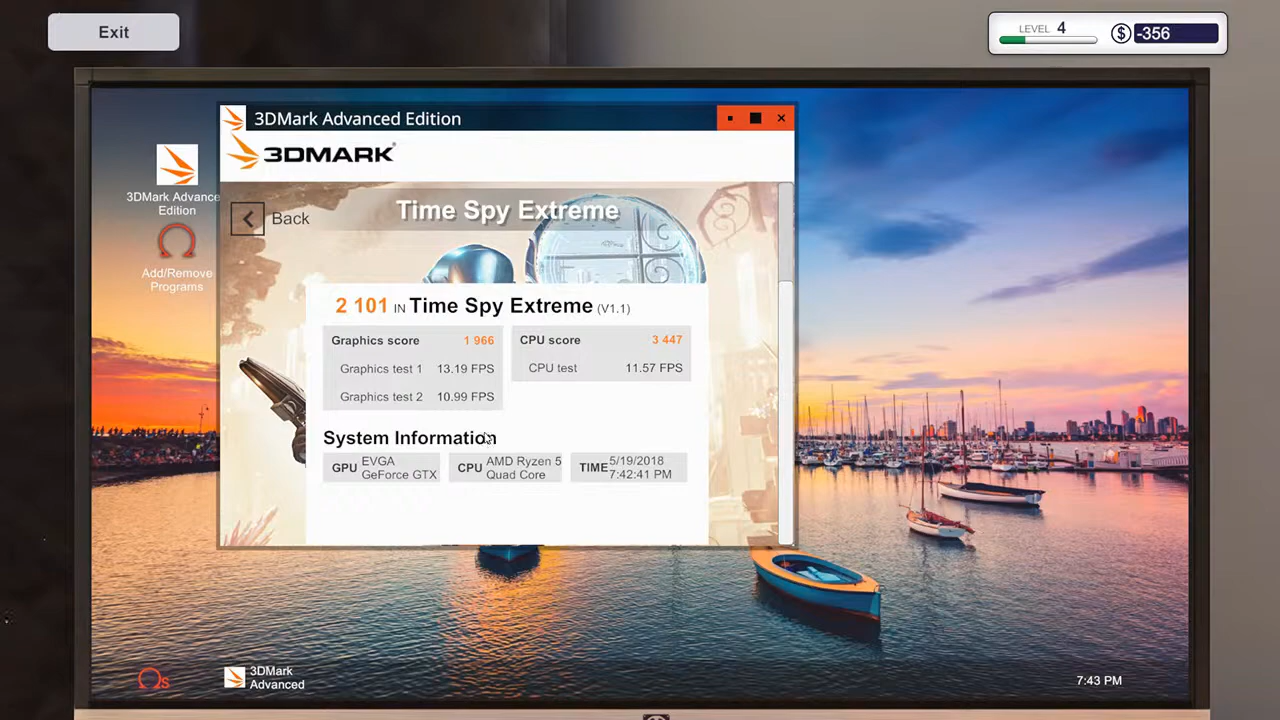 Exit
LEVEL 4
$ -356
3DMark Advanced Edition
3DMARK
3DMark Advance
Edition
Add/Remove
Programs
Back
Time Spy Extreme
2 101 IN Time Spy Extreme (V1.1)
Graphics score 1 966
Graphics test 1 13.19 FPS
Graphics test 2 10.99 FPS
CPU score 3 447
CPU test 11.57 FPS
System Information
GPU EVGA
GeForce GTX
CPU AMD Ryzen 5
Quad Core
TIME 5/19/2018
7:42:41 PM
Ωs
3DMark
Advanced
7:43 PM